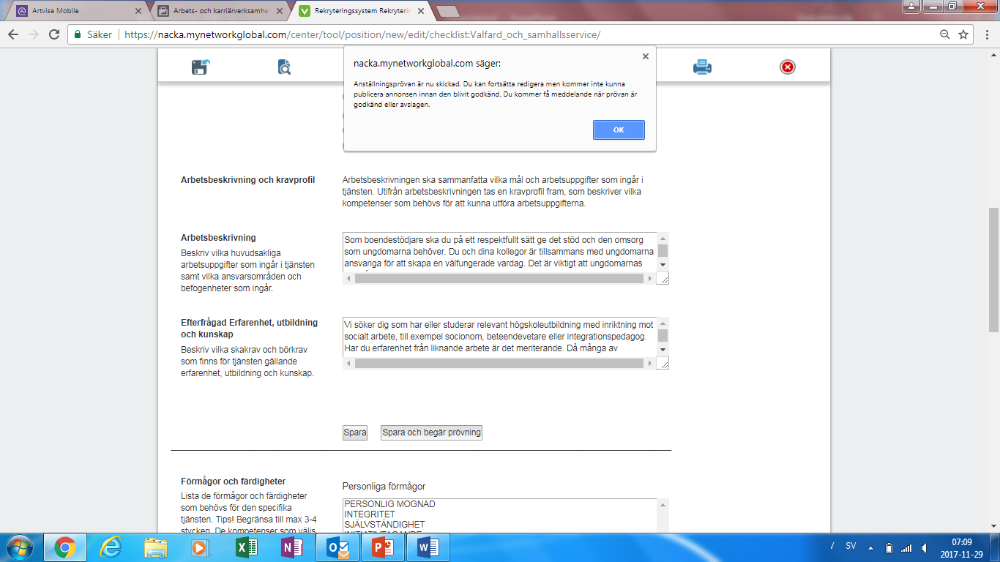 Artvise Mobile
Arbets- och karriärverksamhe
Rekryteringssystem Rekryterin
Säker
https://nacka.mynetworkglobal.com/center/tool/position/new/edit/checklist:Valfard_och_samhallsservice/
nacka.mynetworkglobal.com säger:
Anställningsprövan är nu skickad. Du kan fortsätta redigera men kommer inte kunna
publicera annonsen innan den blivit godkänd. Du kommer få meddelande när prövan är
godkänd eller avslagen.
OK
Arbetsbeskrivning och kravprofil
Arbetsbeskrivningen ska sammanfatta vilka mål och arbetsuppgifter som ingår i
tjänsten. Utifrån arbetsbeskrivningen tas en kravprofil fram, som beskriver vilka
kompetenser som behövs för att kunna utföra arbetsuppgifterna.
Arbetsbeskrivning
Beskriv vilka huvudsakliga
arbetsuppgifter som ingår i tjänsten
samt vilka ansvarsområden och
befogenheter som ingår.
Som boendestödjare ska du på ett respektfullt sätt ge det stöd och den omsorg
som ungdomarna behöver. Du och dina kollegor är tillsammans med ungdomarna
ansvariga för att skapa en välfungerade vardag. Det är viktigt att ungdomarnas
Efterfrågad Erfarenhet, utbildning
och kunskap
Beskriv vilka skakrav och börkrav
som finns för tjänsten gällande
erfarenhet, utbildning och kunskap.
Vi söker dig som har eller studerar relevant högskoleutbildning med inriktning mot
socialt arbete, till exempel socionom, beteendevetare eller integrationspedagog.
Har du erfarenhet från liknande arbete är det meriterande. Då många av
Spara
Spara och begär prövning
Förmågor och färdigheter
Lista de förmågor och färdigheter
som behövs för den specifika
tjänsten. Tips! Begränsa till max 3-4
stycken. De kompetenser som väljs
Personliga förmågor
PERSONLIG MOGNAD
INTEGRITET
SJÄLVSTÄNDIGHET
INITIATIVTAGANDE
SV
07:09
2017-11-29